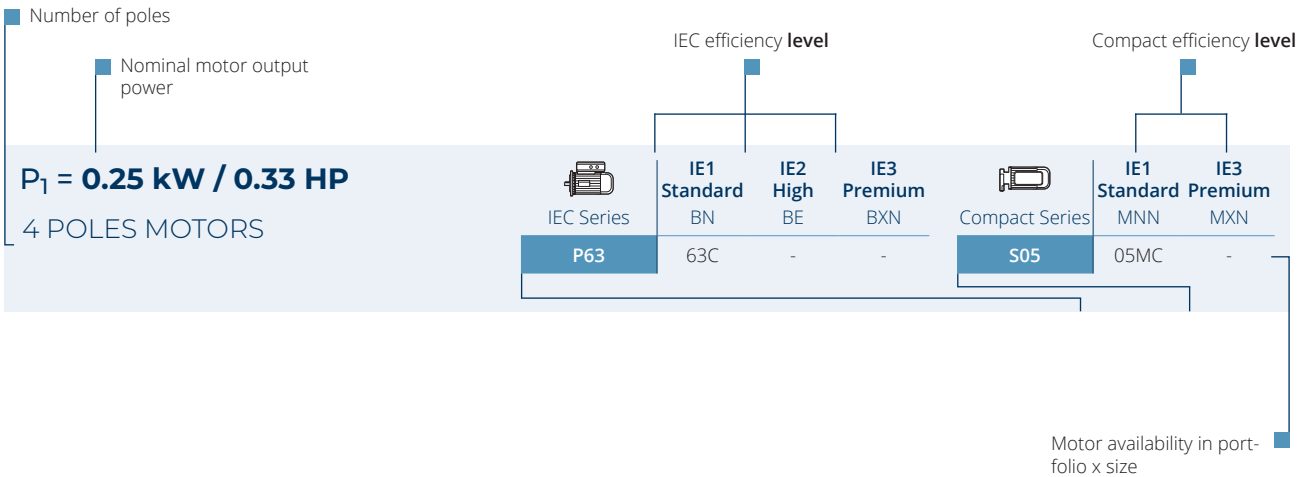 Number of poles
Nominal motor output
power
IEC efficiency level
Compact efficiency level
P₁ = 0.25 kW / 0.33 HP
4 POLES MOTORS
IE1 IE2 IE3
Standard High Premium
IEC Series BN BE BXN
P63 63C - -
IE1 IE3
Standard Premium
Compact Series MNN MXN
S05 05MC -
Motor availability in port-
folio x size